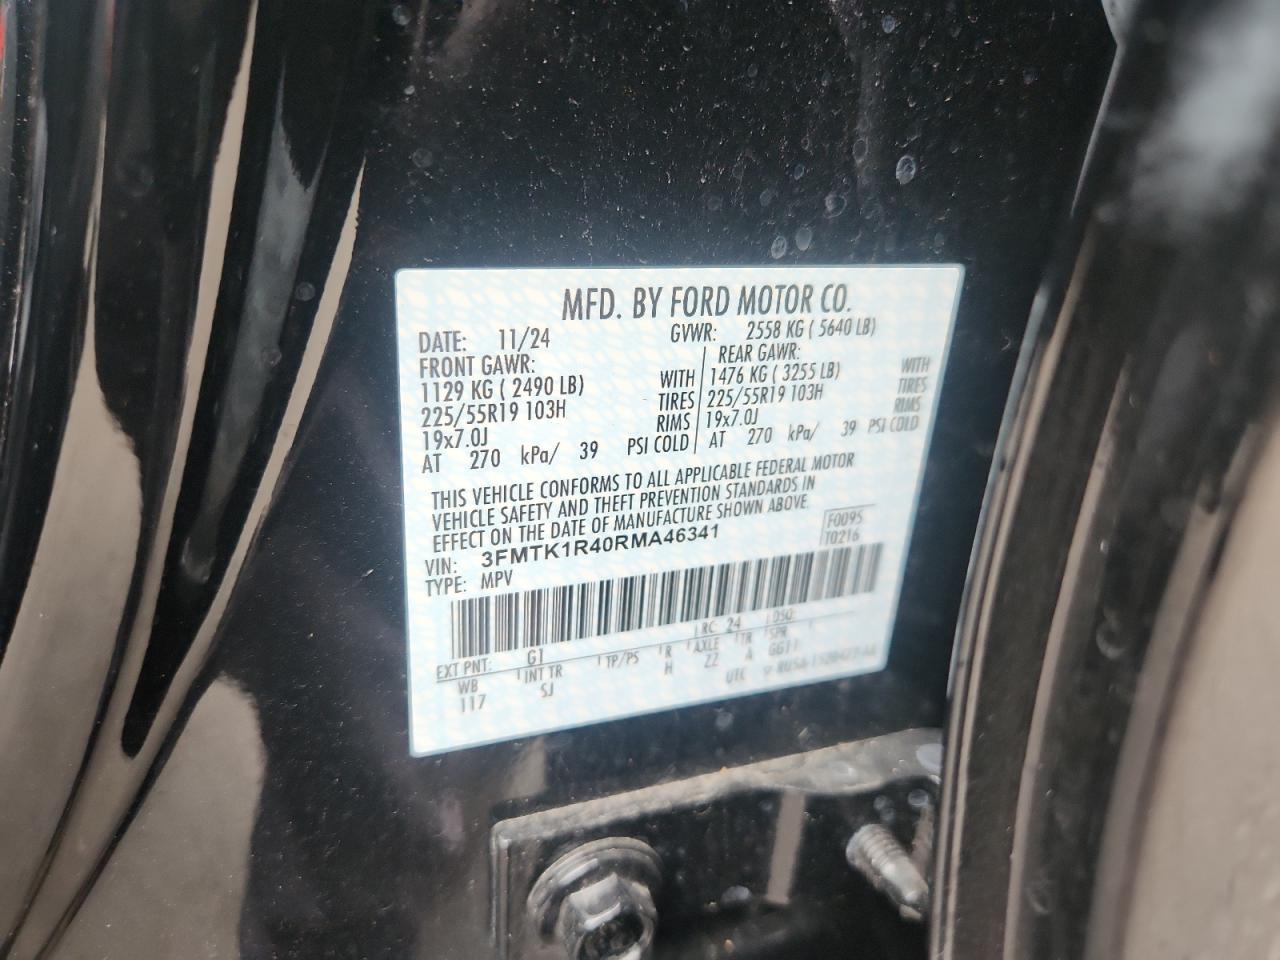 MFD. BY FORD MOTOR CO.
DATE: 11/24 GVWR: 2558 KG ( 5640 LB)
FRONT GAWR: REAR GAWR:
1129 KG ( 2490 LB) WITH 1476 KG ( 3255 LB) WITH
225/55R19 103H TIRES 225/55R19 103H TIRES
19x7.0J RIMS 19x7.0J RIMS
AT 270 kPa/ 39 PSI COLD AT 270 kPa/ 39 PSI COLD
THIS VEHICLE CONFORMS TO ALL APPLICABLE FEDERAL MOTOR
VEHICLE SAFETY AND THEFT PREVENTION STANDARDS IN
EFFECT ON THE DATE OF MANUFACTURE SHOWN ABOVE.
F0095
VIN: 3FMTK1R40RMA46341
T0216
TYPE: MPV
RC: 24 DSO:
EXT PNT: G1
WB INT TR TP/PS R AXLE TR SPR
117 SJ H ZZ A GG11
UTC